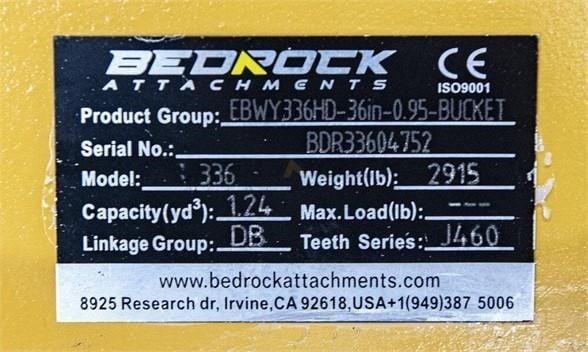 BEDROCK
ATTACHMENTS
CE
ISO9001
Product Group: EBWY336HD-36in-0.95-BUCKET
Serial No.: BDR33604752
Model: 336 Weight(lb): 2915
Capacity(yd³): 1.24 Max.Load(lb): ---
Linkage Group: DB Teeth Series: J460
www.bedrockattachments.com
8925 Research dr, Irvine,CA 92618,USA+1(949)387 5006